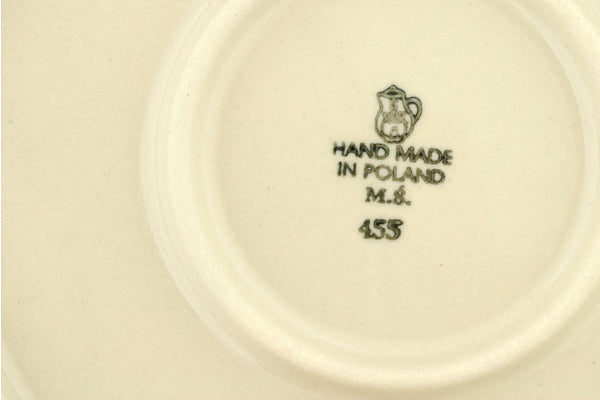 HAND MADE
IN POLAND
M.S.
455